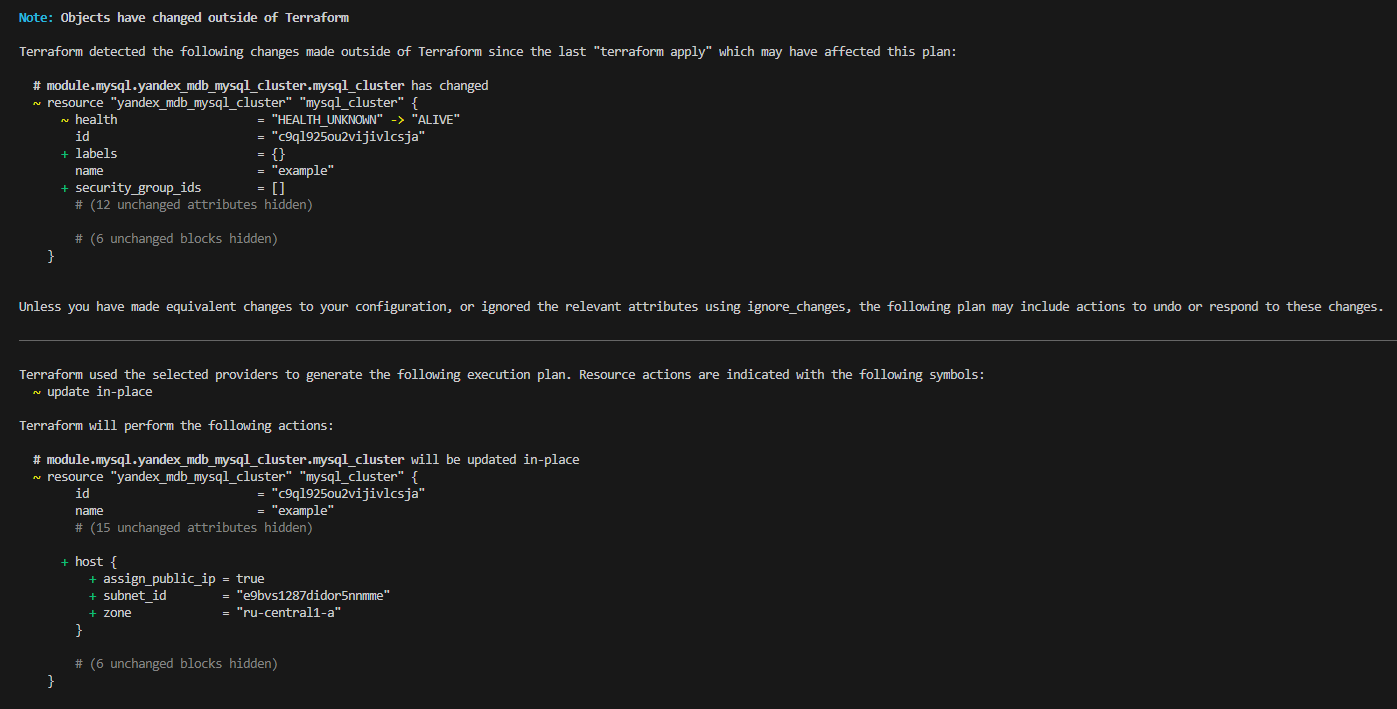 Note: Objects have changed outside of Terraform
Terraform detected the following changes made outside of Terraform since the last "terraform apply" which may have affected this plan:
# module.mysql.yandex_mdb_mysql_cluster.mysql_cluster has changed
~ resource "yandex_mdb_mysql_cluster" "mysql_cluster" {
~ health = "HEALTH_UNKNOWN" -> "ALIVE"
id = "c9ql925ou2vijivlcsja"
+ labels = {}
name = "example"
+ security_group_ids = []
# (12 unchanged attributes hidden)
# (6 unchanged blocks hidden)
}
Unless you have made equivalent changes to your configuration, or ignored the relevant attributes using ignore_changes, the following plan may include actions to undo or respond to these changes.
Terraform used the selected providers to generate the following execution plan. Resource actions are indicated with the following symbols:
~ update in-place
Terraform will perform the following actions:
# module.mysql.yandex_mdb_mysql_cluster.mysql_cluster will be updated in-place
~ resource "yandex_mdb_mysql_cluster" "mysql_cluster" {
id = "c9ql925ou2vijivlcsja"
name = "example"
# (15 unchanged attributes hidden)
+ host {
+ assign_public_ip = true
+ subnet_id = "e9bvs1287didor5nnmme"
+ zone = "ru-central1-a"
}
# (6 unchanged blocks hidden)
}